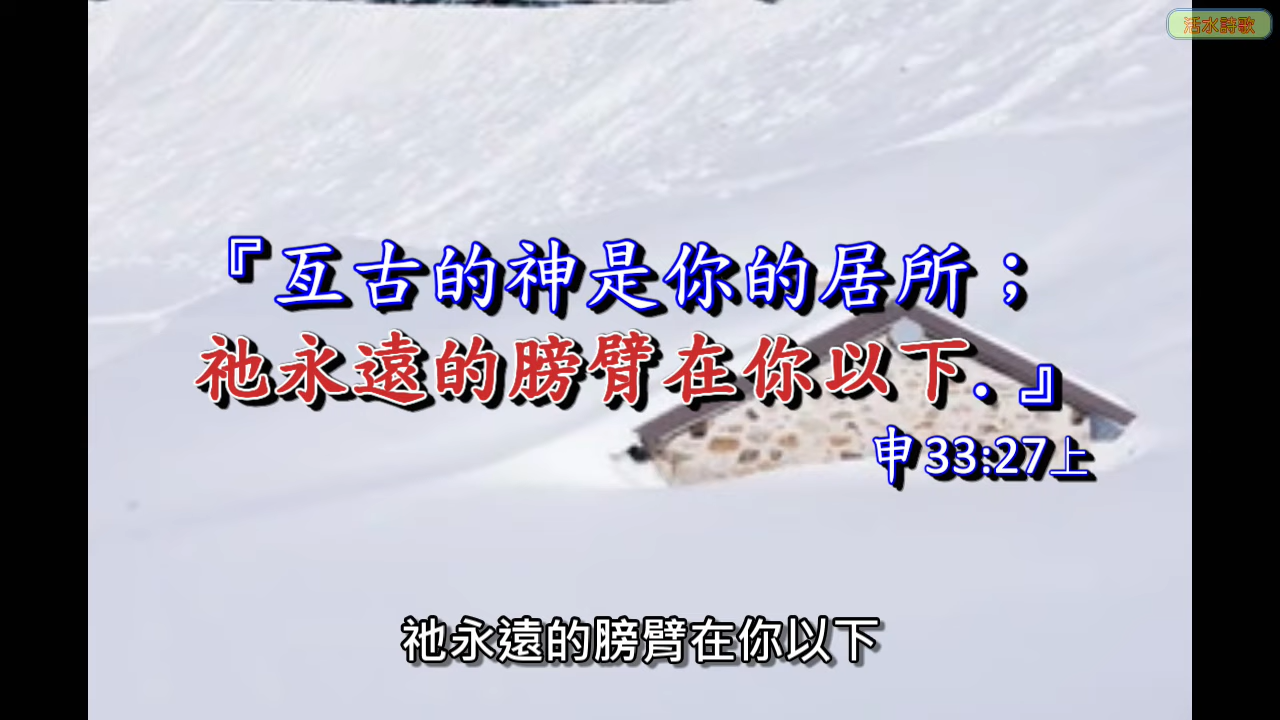 活水詩歌
『亙古的神是你的居所；
祂永遠的膀臂在你以下.』
申33:27上
祂永遠的膀臂在你以下